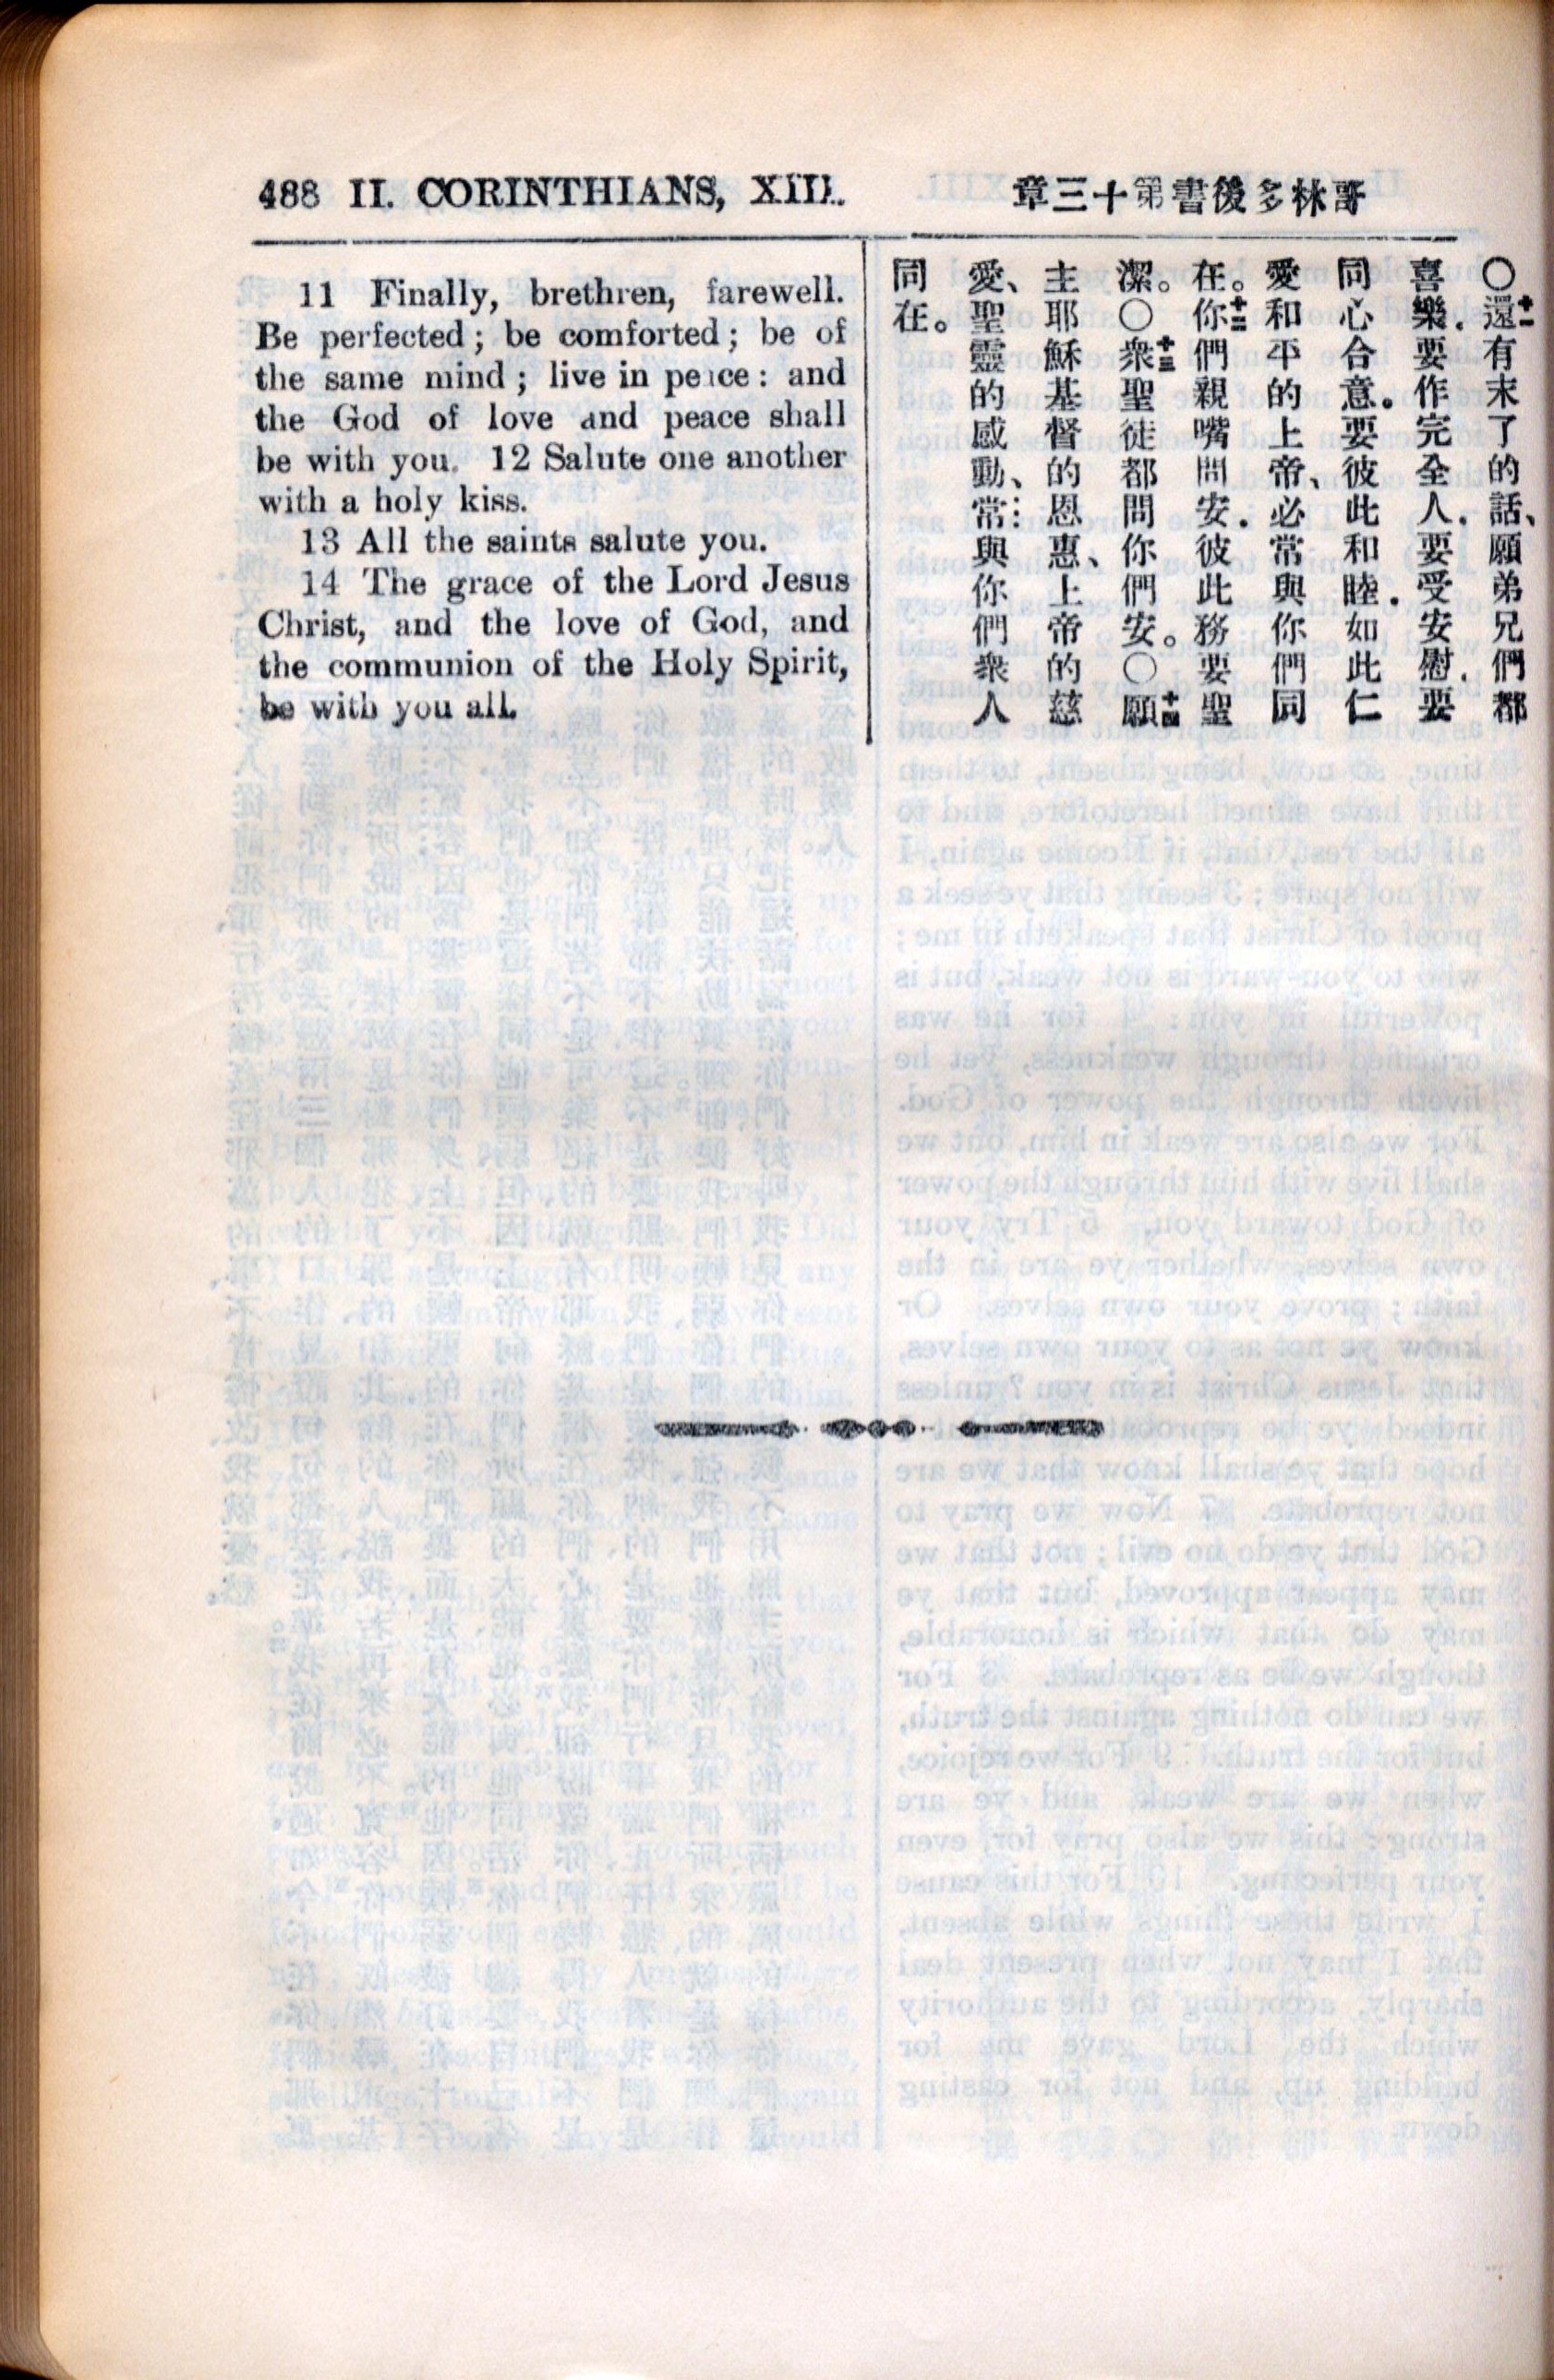 488 II. CORINTHIANS, XIII.
哥林多後書第十三章
11 Finally, brethren, farewell.
Be perfected; be comforted; be of
the same mind; live in peace: and
the God of love and peace shall
be with you. 12 Salute one another
with a holy kiss.
13 All the saints salute you.
14 The grace of the Lord Jesus
Christ, and the love of God, and
the communion of the Holy Spirit,
be with you all.
○還十一有末了的話、願弟兄們都
喜樂.要作完全人.要受安慰.要
同心合意。要彼此和睦.如此仁
愛和平的上帝、必常與你們同
在。你十二們親嘴問安.彼此務要聖
潔。○衆十三聖徒都問你們安。○願十四
主耶穌基督的恩惠、上帝的慈
愛、聖靈的感動、常:與你們衆人
同在。